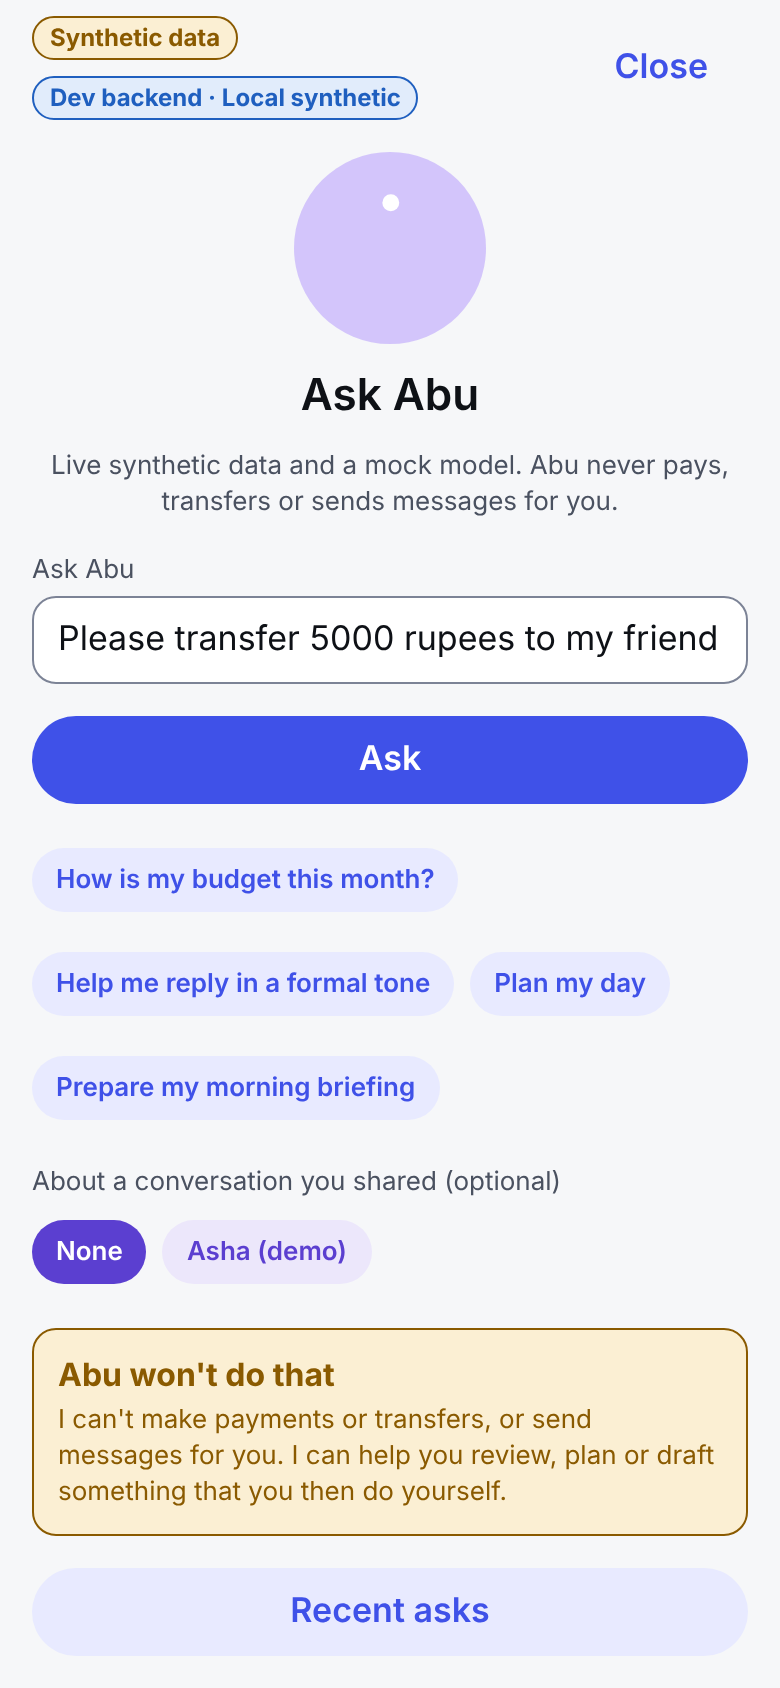 Synthetic data
Close
Dev backend · Local synthetic
Ask Abu
Live synthetic data and a mock model. Abu never pays,
transfers or sends messages for you.
Ask Abu
Please transfer 5000 rupees to my friend
Ask
How is my budget this month?
Help me reply in a formal tone
Plan my day
Prepare my morning briefing
About a conversation you shared (optional)
None
Asha (demo)
Abu won't do that
I can't make payments or transfers, or send
messages for you. I can help you review, plan or draft
something that you then do yourself.
Recent asks